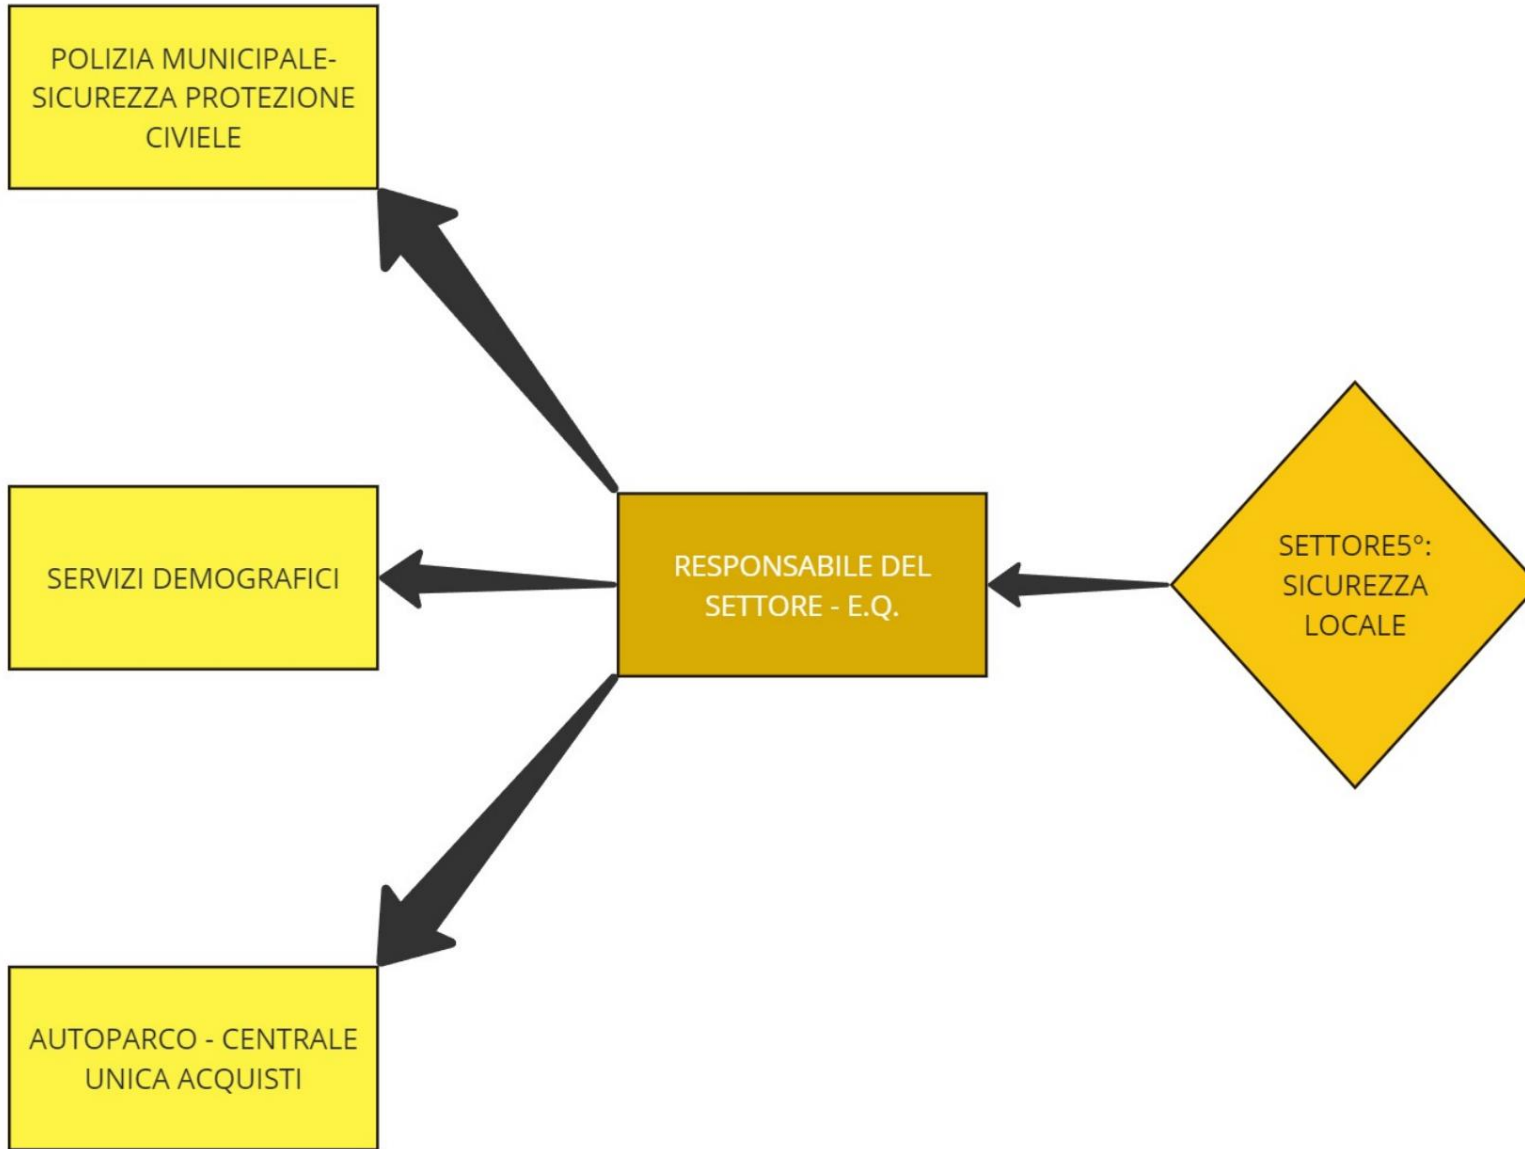 POLIZIA MUNICIPALE-
SICUREZZA PROTEZIONE
CIVIELE
SERVIZI DEMOGRAFICI
RESPONSABILE DEL
SETTORE - E.Q.
SETTORE5°:
SICUREZZA
LOCALE
AUTOPARCO - CENTRALE
UNICA ACQUISTI